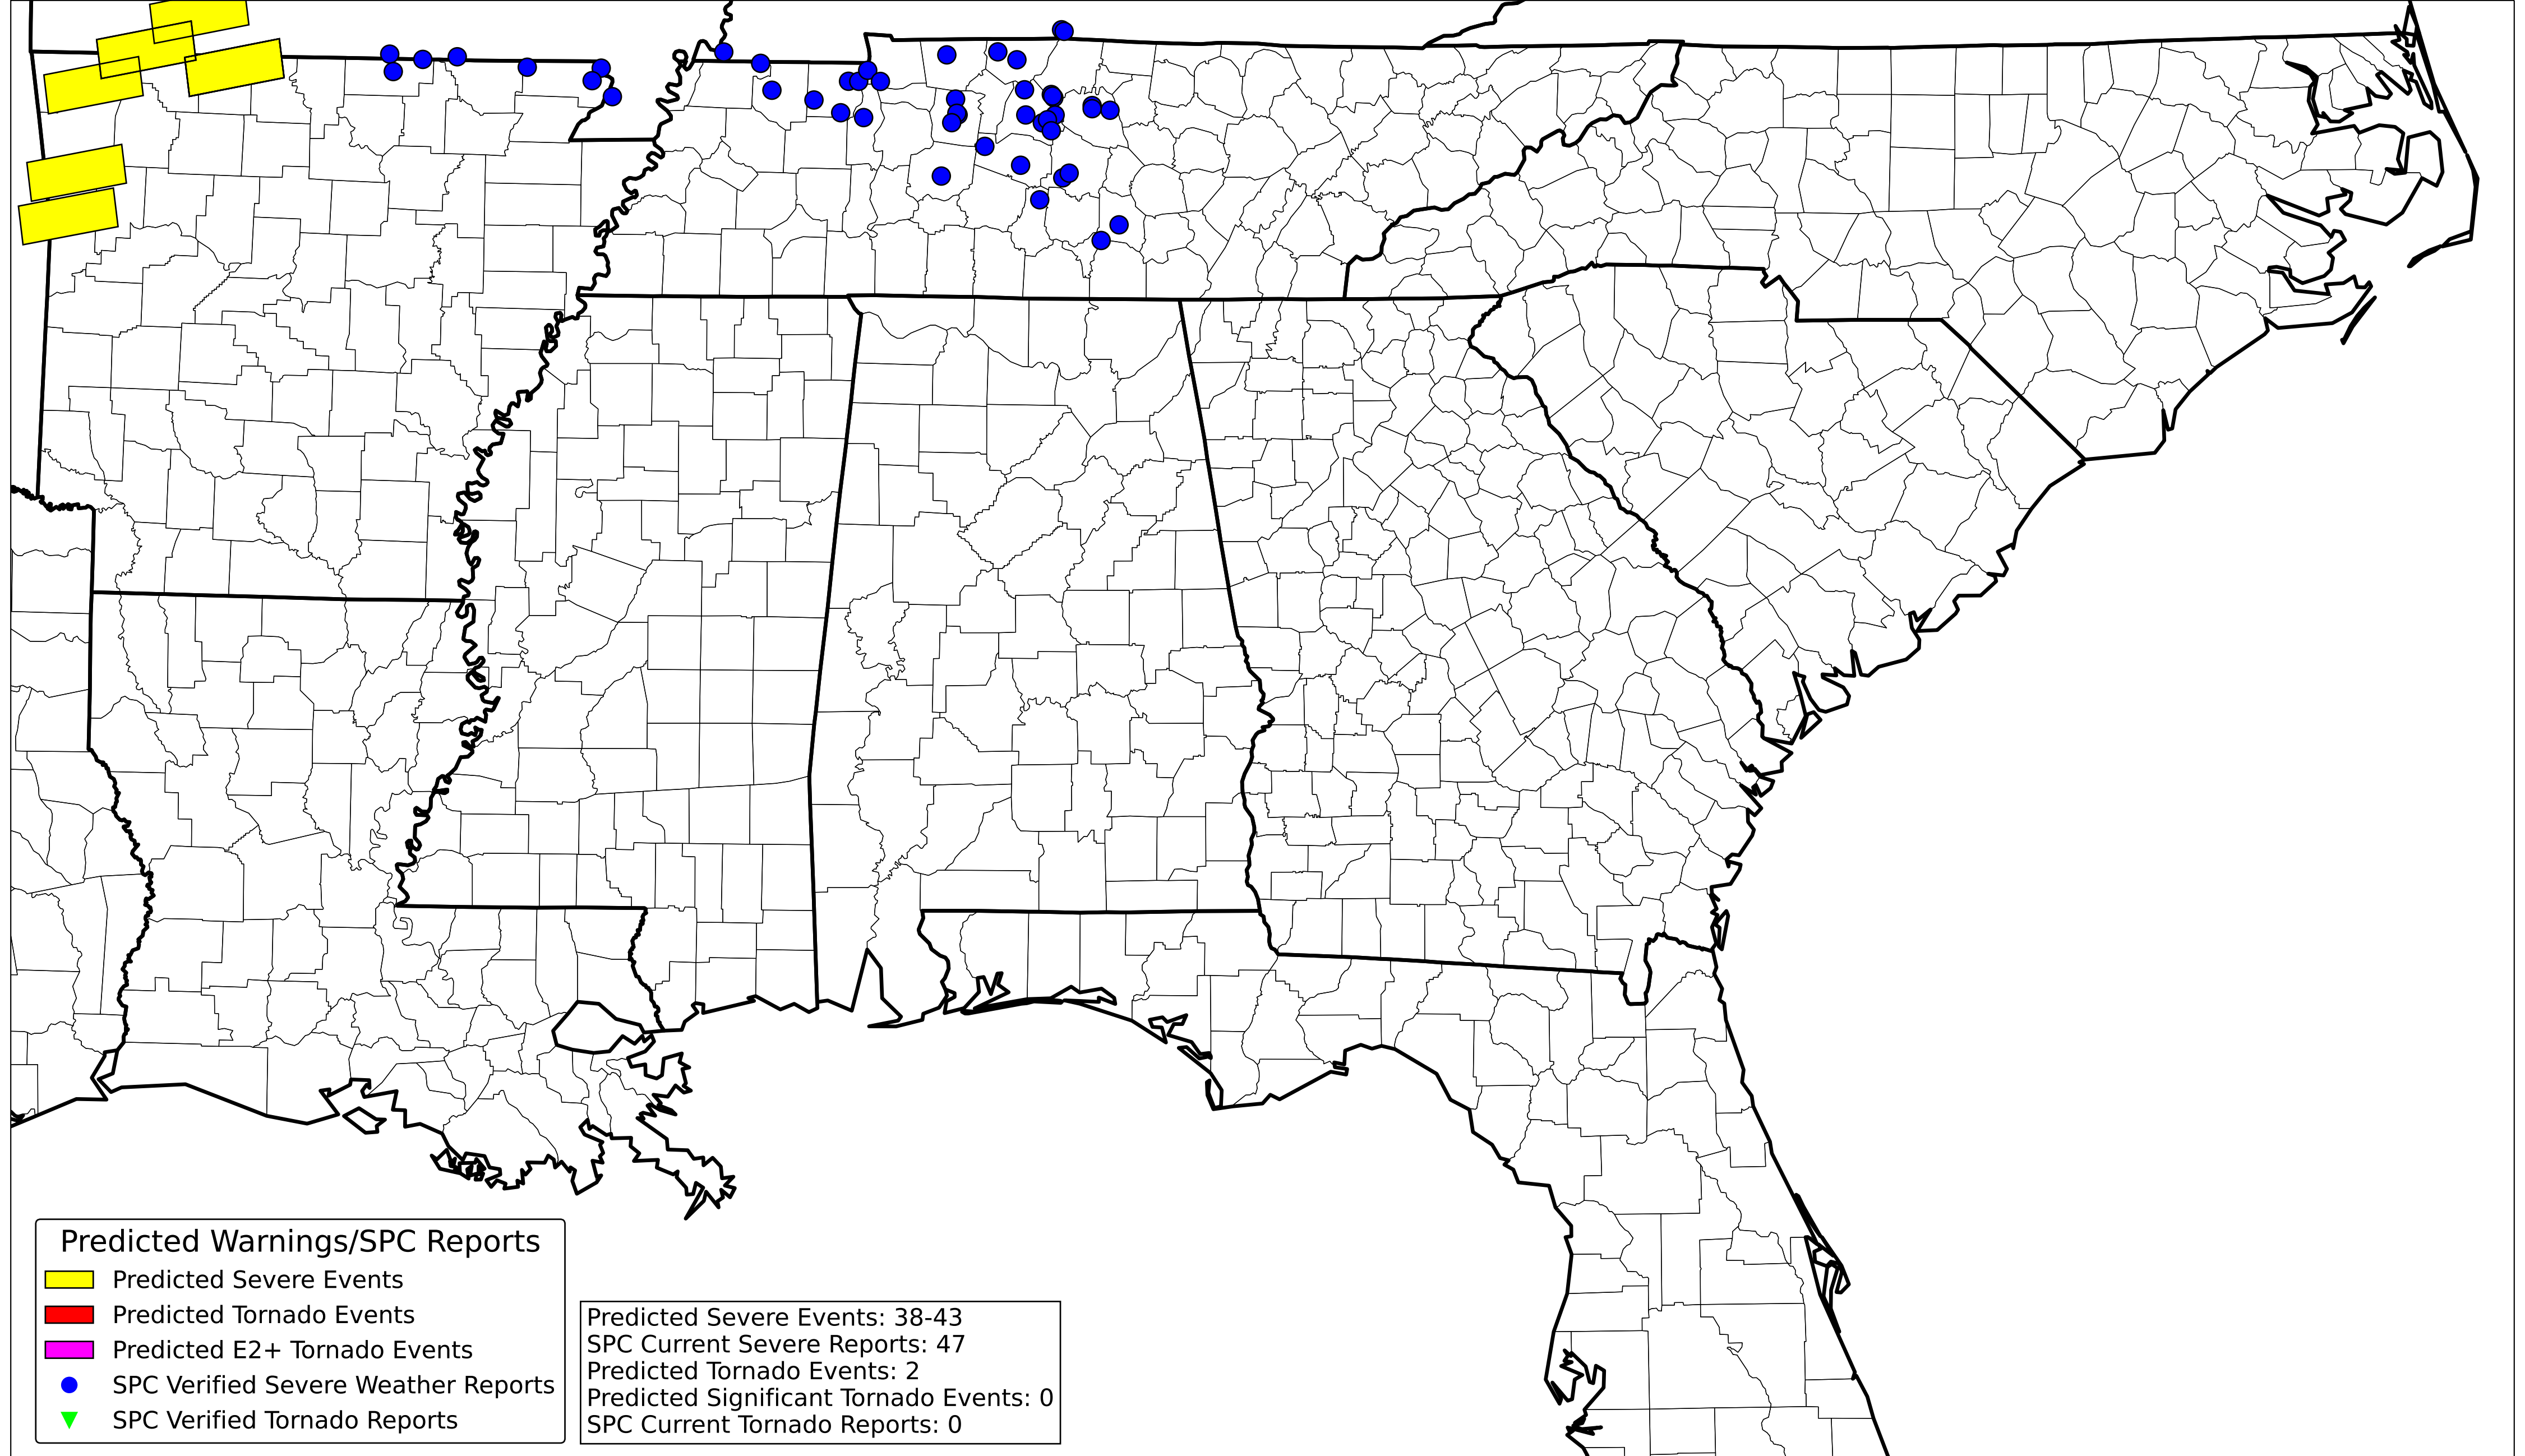 Predicted Warnings/SPC Reports
Predicted Severe Events
Predicted Tornado Events
Predicted E2+ Tornado Events
SPC Verified Severe Weather Reports
SPC Verified Tornado Reports
Predicted Severe Events: 38-43
SPC Current Severe Reports: 47
Predicted Tornado Events: 2
Predicted Significant Tornado Events: 0
SPC Current Tornado Reports: 0